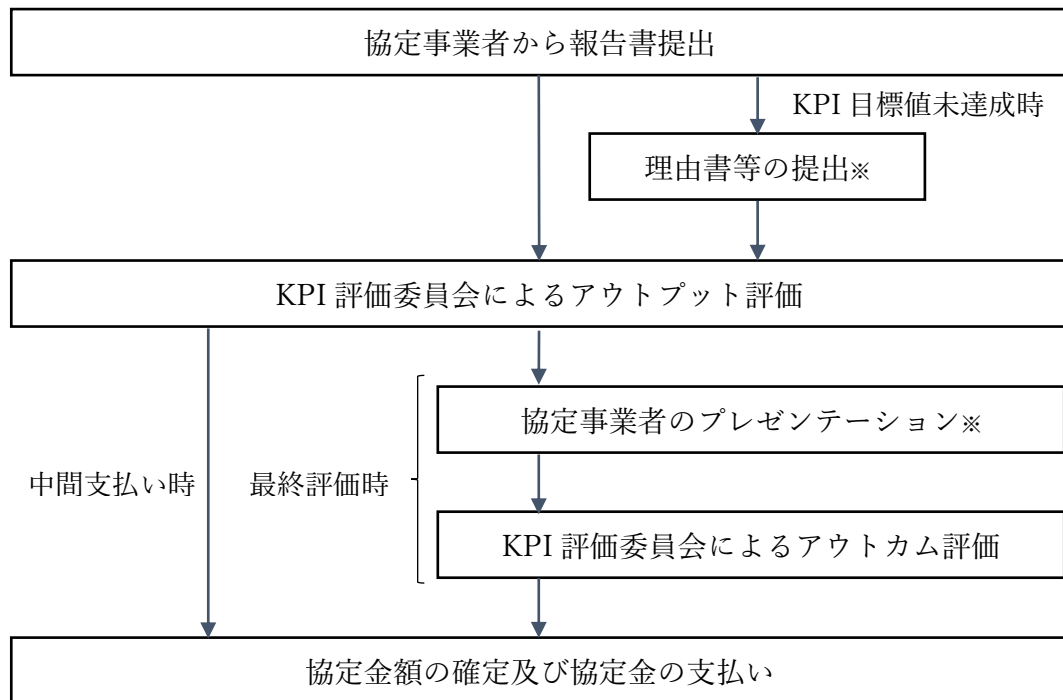 協定事業者から報告書提出
KPI 目標値未達成時
理由書等の提出※
KPI 評価委員会によるアウトプット評価
協定事業者のプレゼンテーション※
中間支払い時
最終評価時
KPI 評価委員会によるアウトカム評価
協定金額の確定及び協定金の支払い